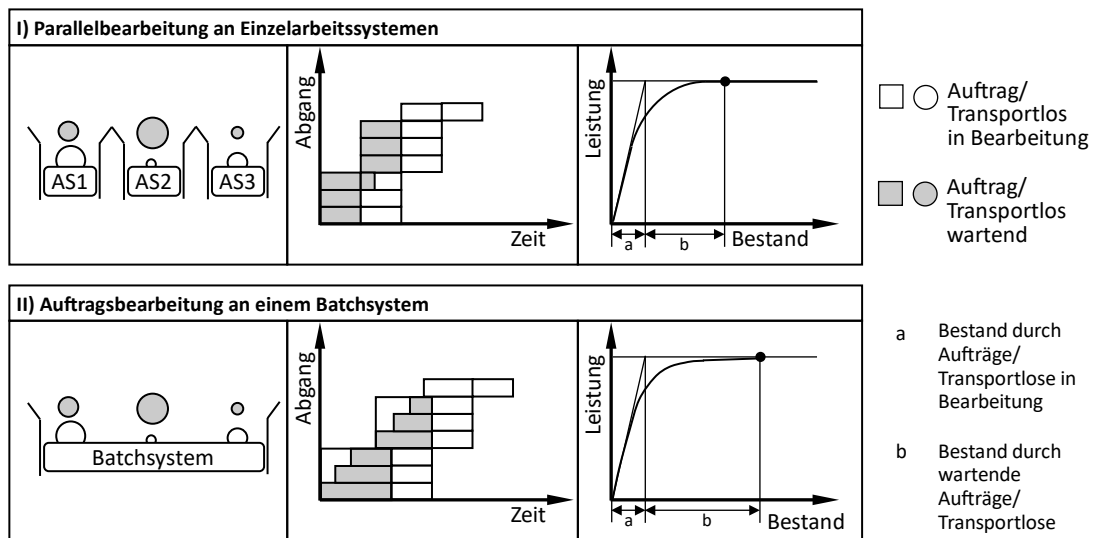 I) Parallelbearbeitung an Einzelarbeitssystemen
AS1
AS2
AS3
Abgang
Zeit
Leistung
a
b
Bestand
Auftrag/
Transportlos
in Bearbeitung
Auftrag/
Transportlos
wartend
II) Auftragsbearbeitung an einem Batchsystem
Batchsystem
Abgang
Zeit
Leistung
a
b
Bestand
a Bestand durch
Aufträge/
Transportlose in
Bearbeitung
b Bestand durch
wartende
Aufträge/
Transportlose